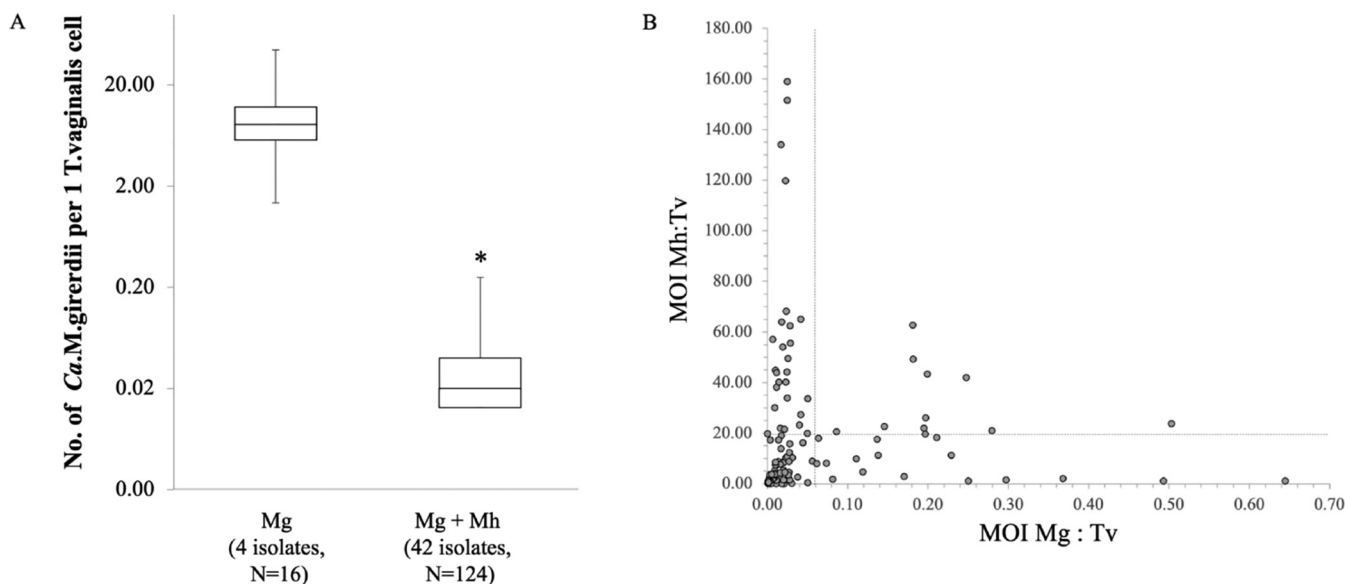 A
No. of Ca.M.girerdii per 1 T.vaginalis cell
20.00
2.00
0.20
0.02
0.00
*
Mg
(4 isolates,
N=16)
Mg + Mh
(42 isolates,
N=124)
B
MOI Mh:Tv
180.00
160.00
140.00
120.00
180.00
80.00
60.00
40.00
20.00
0.00
0.00
0.10
0.20
0.30
0.40
0.50
0.60
0.70
MOI Mg : Tv